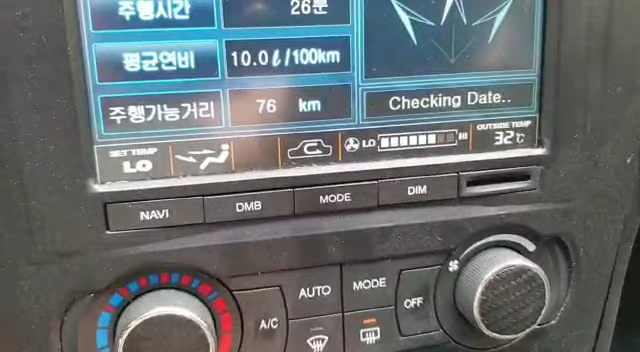 주행시간 26분
평균연비 10.0ℓ/100km
주행가능거리 76 km
Checking Date..
SET TEMP
LO
LO HI
OUTSIDE TEMP
32℃
NAVI DMB MODE DIM
AUTO MODE
A/C OFF